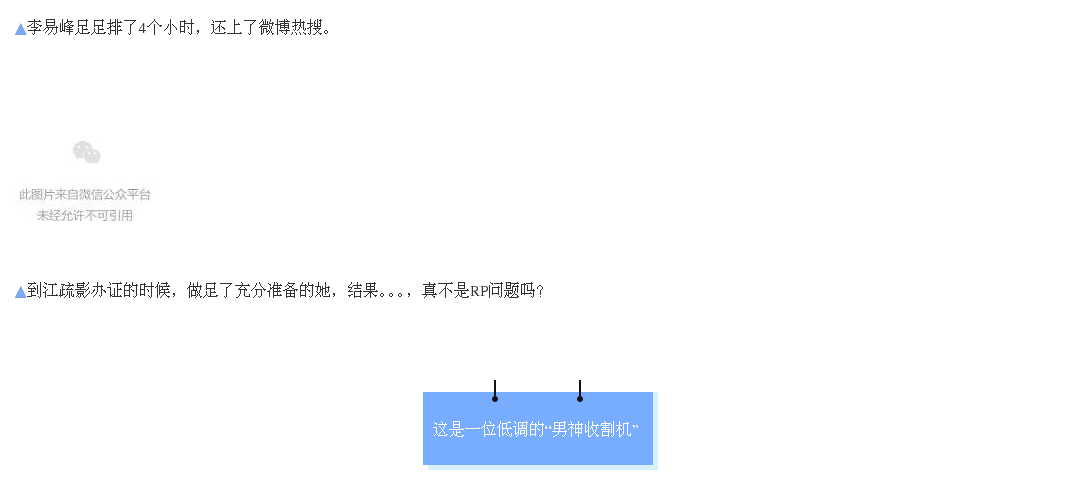 ▲李易峰足足排了4个小时，还上了微博热搜。
此图片来自微信公众平台
未经允许不可引用
▲到江疏影办证的时候，做足了充分准备的她，结果。。。，真不是RP问题吗？
这是一位低调的“男神收割机”